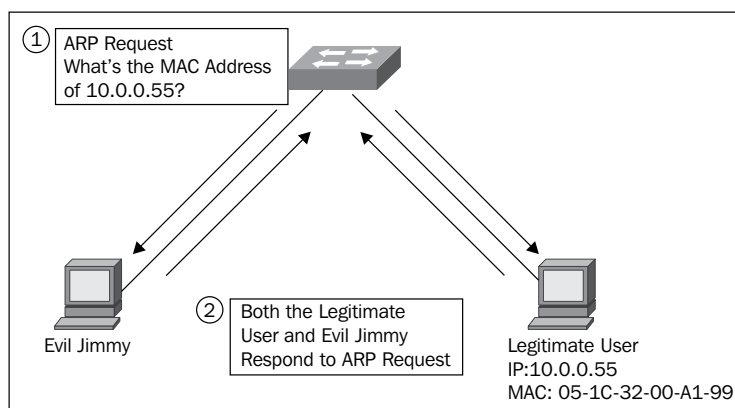 1
ARP Request
What's the MAC Address
of 10.0.0.55?
2
Both the Legitimate
User and Evil Jimmy
Respond to ARP Request
Evil Jimmy
Legitimate User
IP:10.0.0.55
MAC: 05-1C-32-00-A1-99